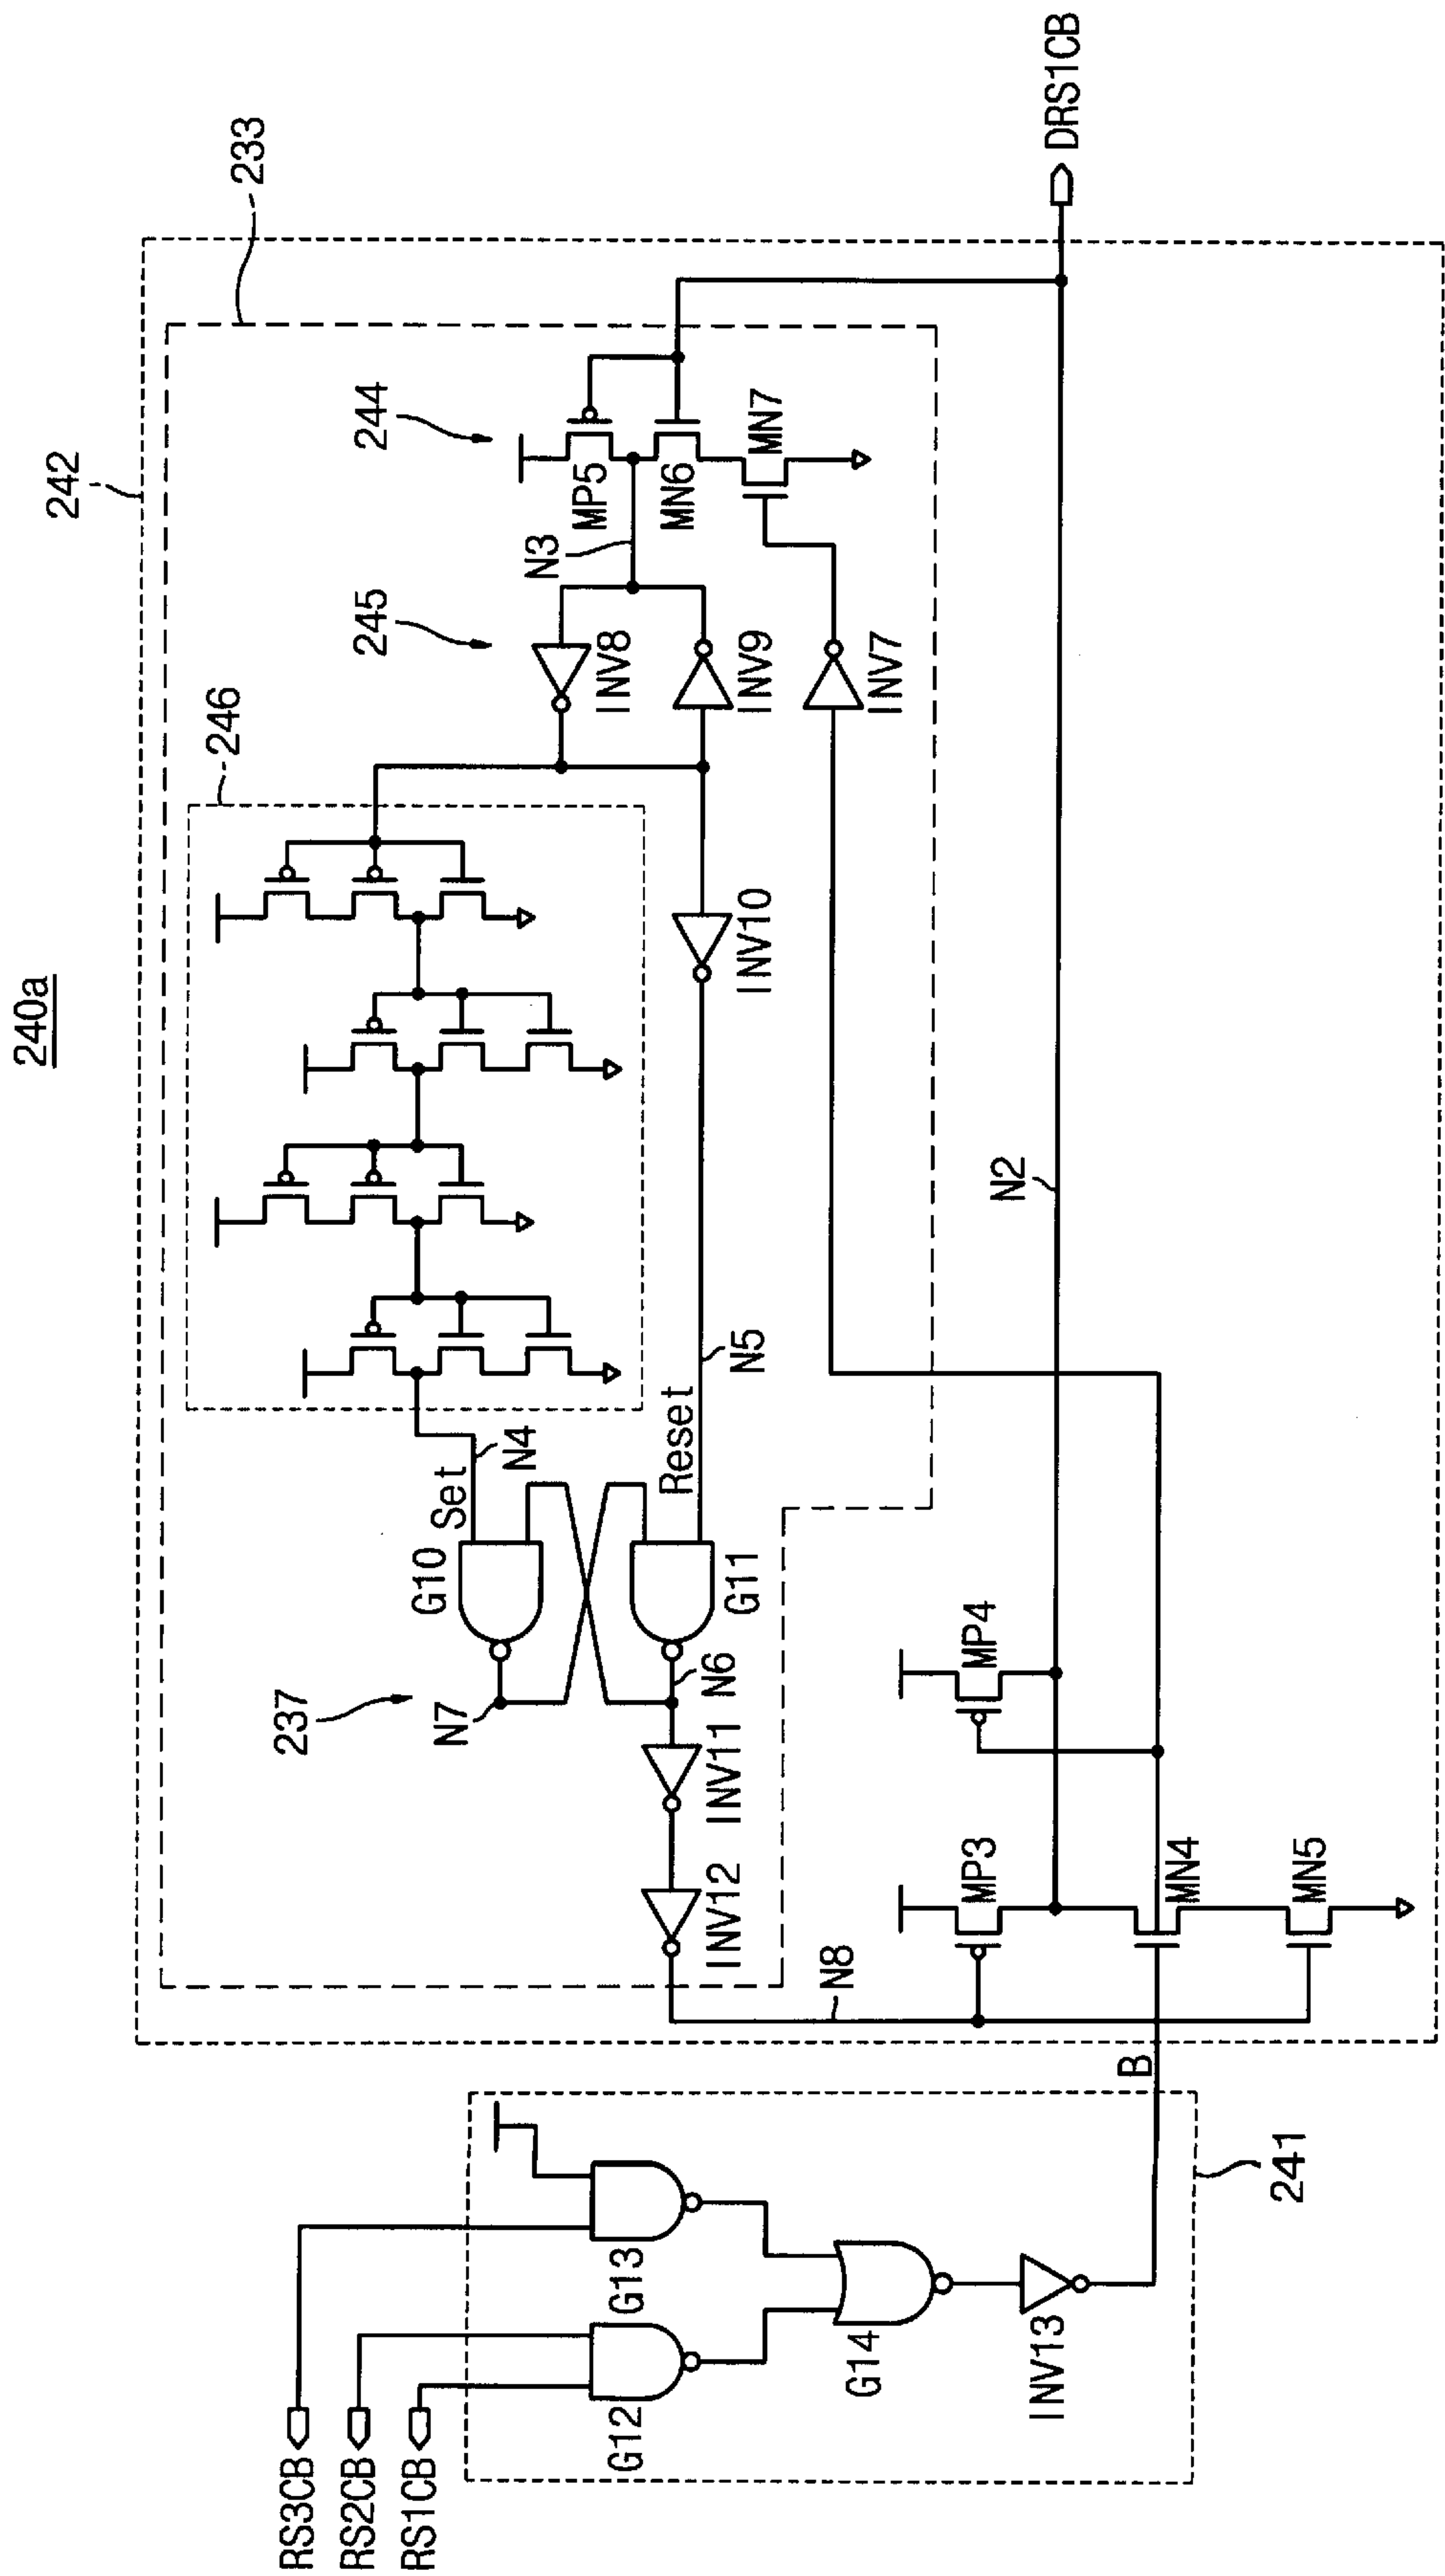 240a
242
233
244
245
246
237
MP5
MN6
MN7
N3
INV8
INV9
INV7
INV10
N5
Reset
Set
N4
G10
G11
N7
N6
INV11
INV12
N8
N2
DRS1CB
MP4
MP3
MN4
MN5
B
241
RS3CB
RS2CB
RS1CB
G13
G12
G14
INV13